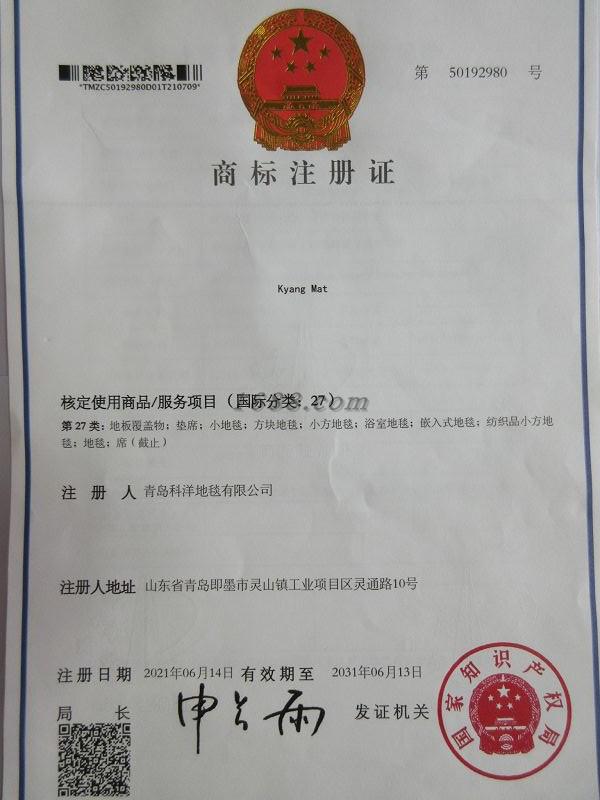 第 50192980 号
*TMZC50192980D01T210709*
商标注册证
Kyang Mat
核定使用商品/服务项目（国际分类：27）
1688.com
第27类：地板覆盖物；垫席；小地毯；方块地毯；小方地毯；浴室地毯；嵌入式地毯；纺织品小方地
毯；地毯；席（截止）
注 册 人 青岛科洋地毯有限公司
注册人地址 山东省青岛即墨市灵山镇工业项目区灵通路10号
注册日期 2021年06月14日 有效期至 2031年06月13日
局 长 申长雨 发证机关
国家知识产权局